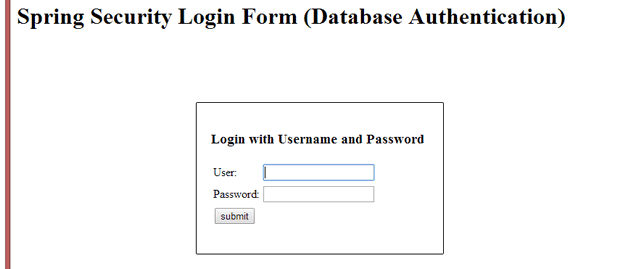 Spring Security Login Form (Database Authentication)
Login with Username and Password
User:
Password:
submit